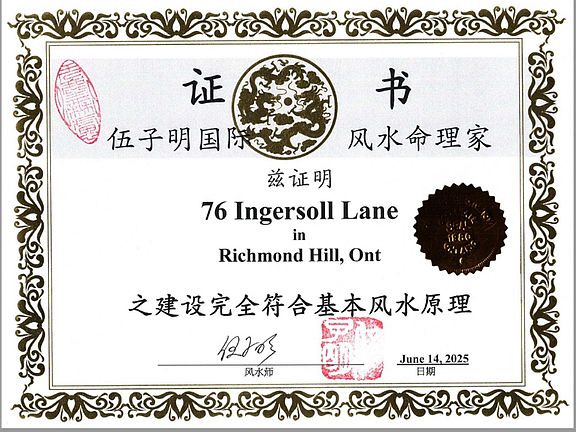 证 书
伍子明国际 风水命理家
兹证明
76 Ingersoll Lane
in
Richmond Hill, Ont
之建设完全符合基本风水原理
June 14, 2025
风水师 日期